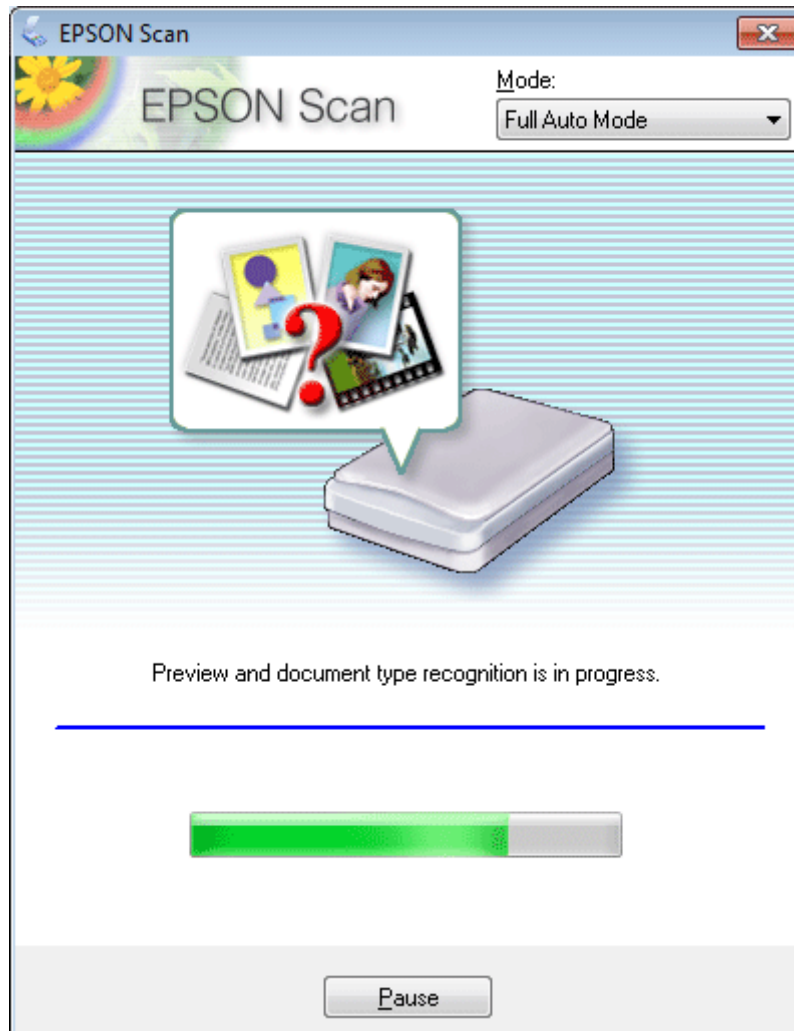 EPSON Scan
EPSON Scan
Mode:
Full Auto Mode
Preview and document type recognition is in progress.
Pause